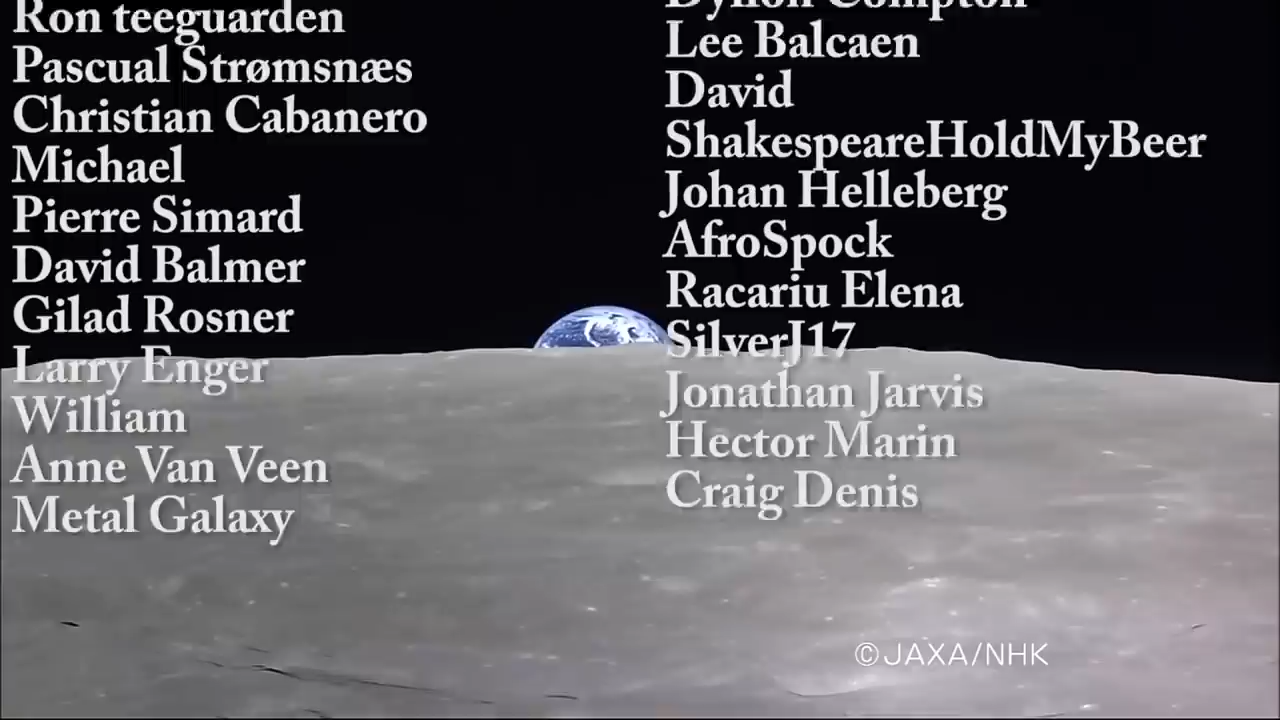 Ron teeguarden
Pascual Strømsnæs
Christian Cabanero
Michael
Pierre Simard
David Balmer
Gilad Rosner
Larry Enger
William
Anne Van Veen
Metal Galaxy
Dylion Compton
Lee Balcaen
David
ShakespeareHoldMyBeer
Johan Helleberg
AfroSpock
Racariu Elena
SilverJ17
Jonathan Jarvis
Hector Marin
Craig Denis
©JAXA/NHK